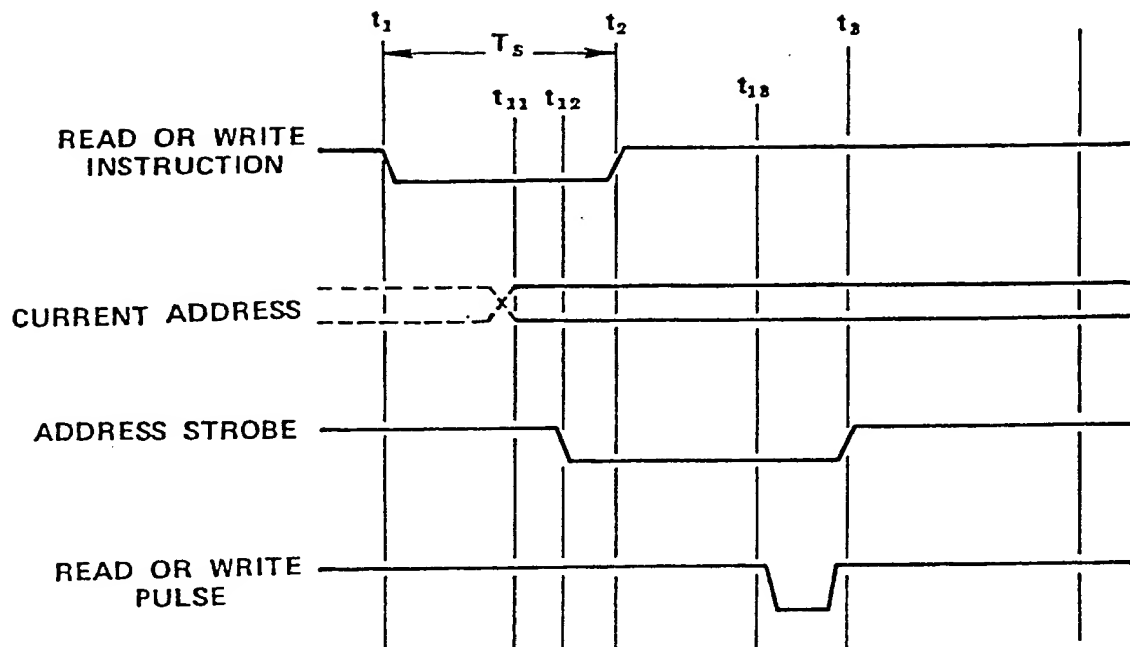 t1 t2 t3
Ts
t11 t12 t13
READ OR WRITE
INSTRUCTION
CURRENT ADDRESS
ADDRESS STROBE
READ OR WRITE
PULSE